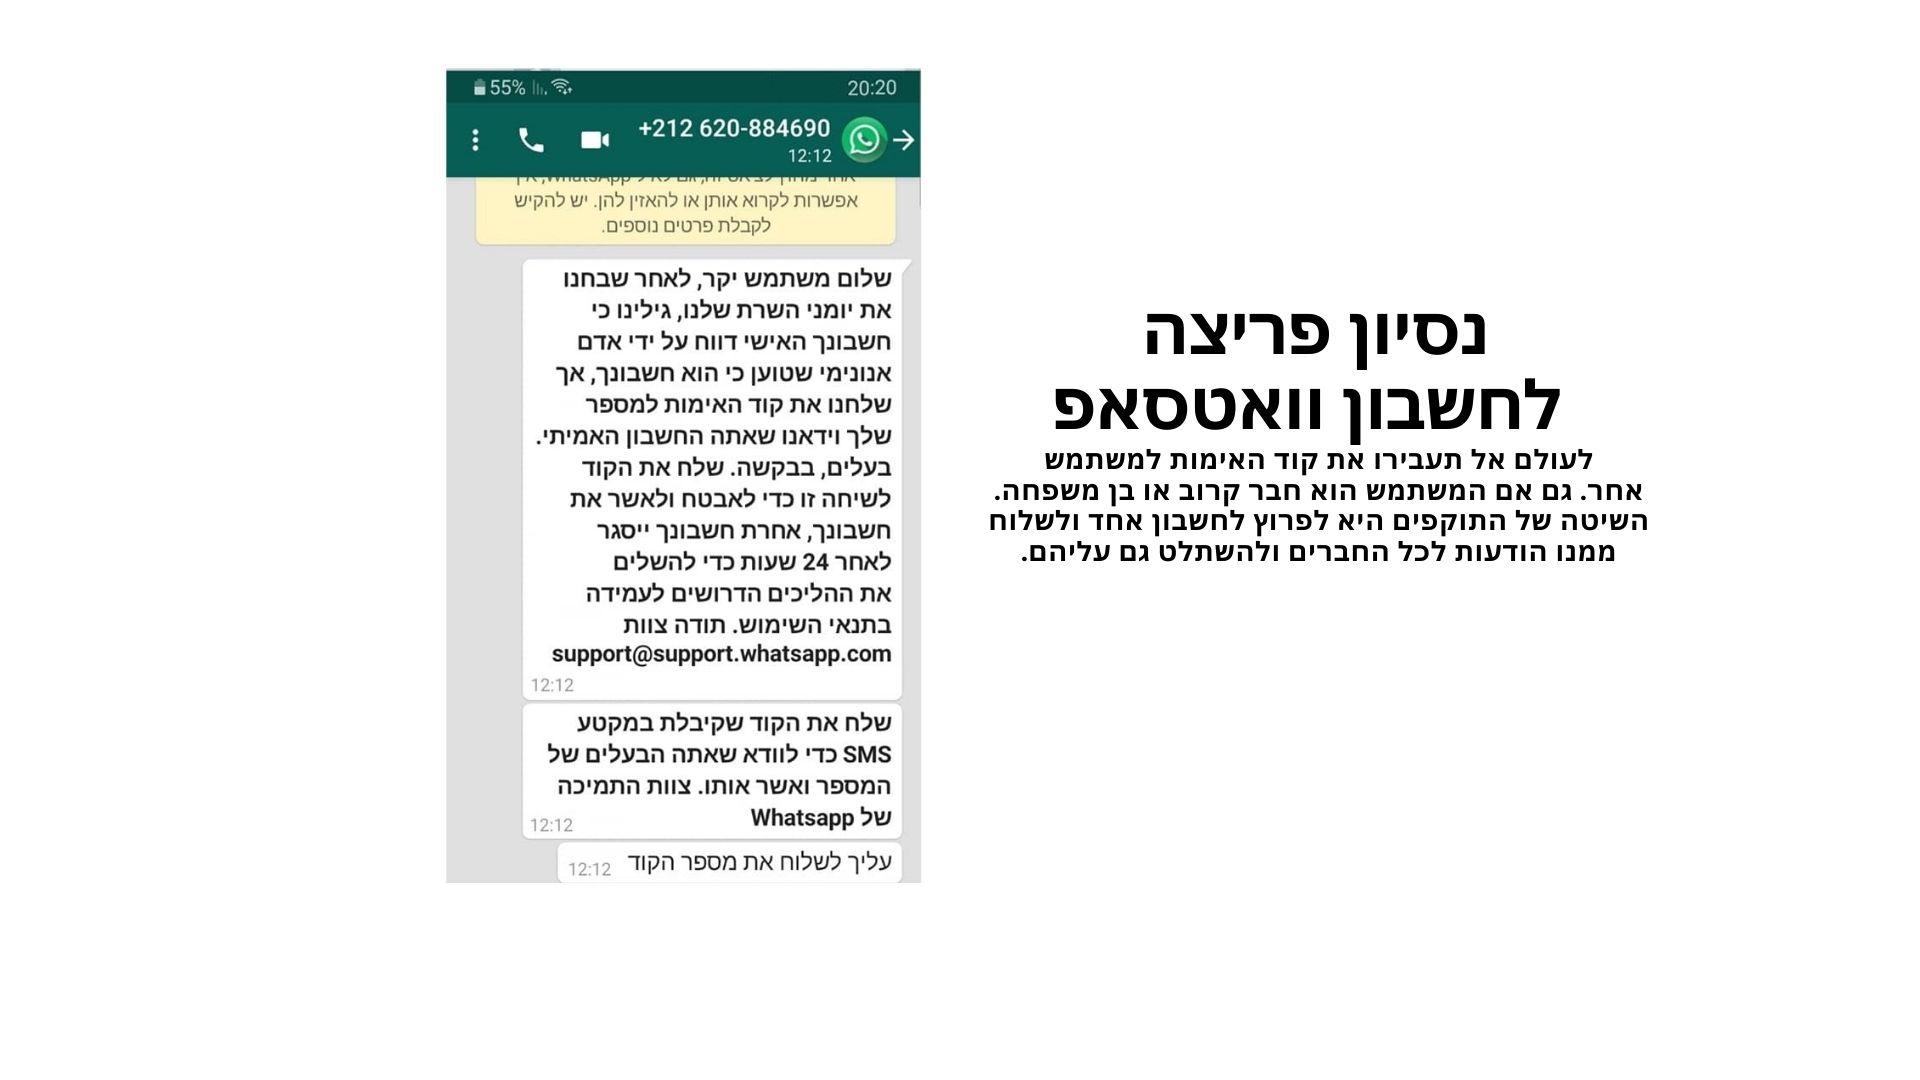 55%
20:20
+212 620-884690
12:12
אפשרות לקרוא אותן או להאזין להן. יש להקיש
לקבלת פרטים נוספים.
שלום משתמש יקר, לאחר שבחנו
את יומני השרת שלנו, גילינו כי
חשבונך האישי דווח על ידי אדם
אנונימי שטוען כי הוא חשבונך, אך
שלחנו את קוד האימות למספר
שלך וידאנו שאתה החשבון האמיתי.
בעלים, בבקשה. שלח את הקוד
לשיחה זו כדי לאבטח ולאשר את
חשבונך, אחרת חשבונך ייסגר
לאחר 24 שעות כדי להשלים
את ההליכים הדרושים לעמידה
בתנאי השימוש. תודה צוות
support@support.whatsapp.com
12:12
שלח את הקוד שקיבלת במקטע
SMS כדי לוודא שאתה הבעלים של
המספר ואשר אותו. צוות התמיכה
של Whatsapp
12:12
עליך לשלוח את מספר הקוד
12:12
נסיון פריצה
לחשבון וואטסאפ
לעולם אל תעבירו את קוד האימות למשתמש
אחר. גם אם המשתמש הוא חבר קרוב או בן משפחה.
השיטה של התוקפים היא לפרוץ לחשבון אחד ולשלוח
ממנו הודעות לכל החברים ולהשתלט גם עליהם.